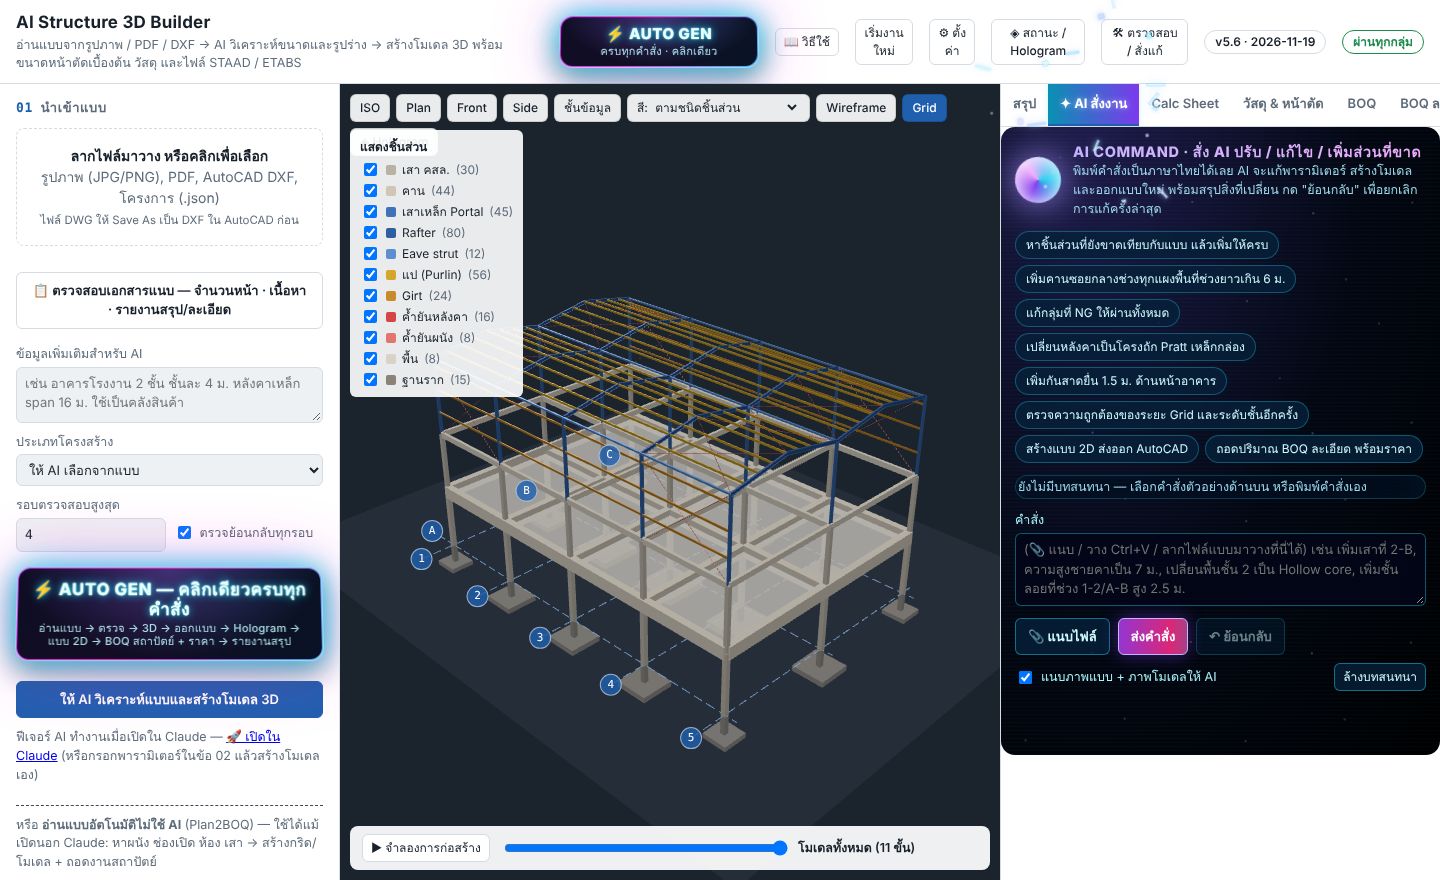 AI Structure 3D Builder
อ่านแบบจากรูปภาพ / PDF / DXF → AI วิเคราะห์ขนาดและรูปร่าง → สร้างโมเดล 3D พร้อม
ขนาดหน้าตัดเบื้องต้น วัสดุ และไฟล์ STAAD / ETABS
⚡ AUTO GEN
ครบทุกคำสั่ง · คลิกเดียว
📖 วิธีใช้
เริ่มงาน
ใหม่
⚙ ตั้ง
ค่า
◈ สถานะ /
Hologram
🛠 ตรวจสอบ
/ สั่งแก้
v5.6 · 2026-11-19
ผ่านทุกกลุ่ม
01 นำเข้าแบบ
ลากไฟล์มาวาง หรือคลิกเพื่อเลือก
รูปภาพ (JPG/PNG), PDF, AutoCAD DXF,
โครงการ (.json)
ไฟล์ DWG ให้ Save As เป็น DXF ใน AutoCAD ก่อน
📋 ตรวจสอบเอกสารแบบ — จำนวนหน้า · เนื้อหา
· รายงานสรุป/ละเอียด
ข้อมูลเพิ่มเติมสำหรับ AI
เช่น อาคารโรงงาน 2 ชั้น ชั้นละ 4 ม. หลังคาเหล็ก
span 16 ม. ใช้เป็นคลังสินค้า
ประเภทโครงสร้าง
ให้ AI เลือกจากแบบ
รอบตรวจสอบสูงสุด
4
ตรวจย้อนกลับทุกรอบ
⚡ AUTO GEN — คลิกเดียวครบทุก
คำสั่ง
อ่านแบบ → ตรวจ → 3D → ออกแบบ → Hologram →
แบบ 2D → BOQ สถาปัตย์ + ราคา → รายงานสรุป
ให้ AI วิเคราะห์แบบและสร้างโมเดล 3D
ฟีเจอร์ AI ทำงานเมื่อเปิดใน Claude — 🚀 เปิดใน
Claude (หรือกรอกพารามิเตอร์ในข้อ 02 แล้วสร้างโมเดล
เอง)
หรือ อ่านแบบอัตโนมัติไม่ใช้ AI (Plan2BOQ) — ใช้ได้แม้
เปิดนอก Claude: หาผนัง ช่องเปิด ห้อง เสา → สร้างกริด/
โมเดล + ถอดงานสถาปัตย์
ISO
Plan
Front
Side
ชั้นข้อมูล
สี: ตามชนิดชิ้นส่วน
Wireframe
Grid
แสดงชิ้นส่วน
เสา คสล. (30)
คาน (44)
เสาเหล็ก Portal (45)
Rafter (80)
Eave strut (12)
แป (Purlin) (56)
Girt (24)
ค้ำยันหลังคา (16)
ค้ำยันผนัง (8)
พื้น (8)
ฐานราก (15)
C
B
A
1
2
3
4
5
▶ จำลองการก่อสร้าง
โมเดลทั้งหมด (11 ขั้น)
สรุป
✦ AI สั่งงาน
Calc Sheet
วัสดุ & หน้าตัด
BOQ
BOQ ล
AI COMMAND · สั่ง AI ปรับ / แก้ไข / เพิ่มส่วนที่ขาด
พิมพ์คำสั่งเป็นภาษาไทยได้เลย AI จะแก้พารามิเตอร์ สร้างโมเดล
และออกแบบใหม่ พร้อมสรุปสิ่งที่เปลี่ยน กด "ย้อนกลับ" เพื่อยกเลิก
การแก้ครั้งล่าสุด
หาชิ้นส่วนที่ยังขาดเทียบกับแบบ แล้วเพิ่มให้ครบ
เพิ่มคานซอยกลางช่วงทุกแผงพื้นที่ช่วงยาวเกิน 6 ม.
แก้กลุ่มที่ NG ให้ผ่านทั้งหมด
เปลี่ยนหลังคาเป็นโครงถัก Pratt เหล็กกล่อง
เพิ่มกันสาดยื่น 1.5 ม. ด้านหน้าอาคาร
ตรวจความถูกต้องของระยะ Grid และระดับชั้นอีกครั้ง
สร้างแบบ 2D ส่งออก AutoCAD
ถอดปริมาณ BOQ ละเอียด พร้อมราคา
ยังไม่มีบทสนทนา — เลือกคำสั่งตัวอย่างด้านบน หรือพิมพ์คำสั่งเอง
คำสั่ง
(📎 แนบ / วาง Ctrl+V / ลากไฟล์แบบมาวางที่นี่ได้) เช่น เพิ่มเสาที่ 2-B,
ความสูงชายคาเป็น 7 ม., เปลี่ยนพื้นชั้น 2 เป็น Hollow core, เพิ่มชั้น
ลอยที่ช่วง 1-2/A-B สูง 2.5 ม.
📎 แนบไฟล์
ส่งคำสั่ง
↶ ย้อนกลับ
แนบภาพแบบ + ภาพโมเดลให้ AI
ล้างบทสนทนา